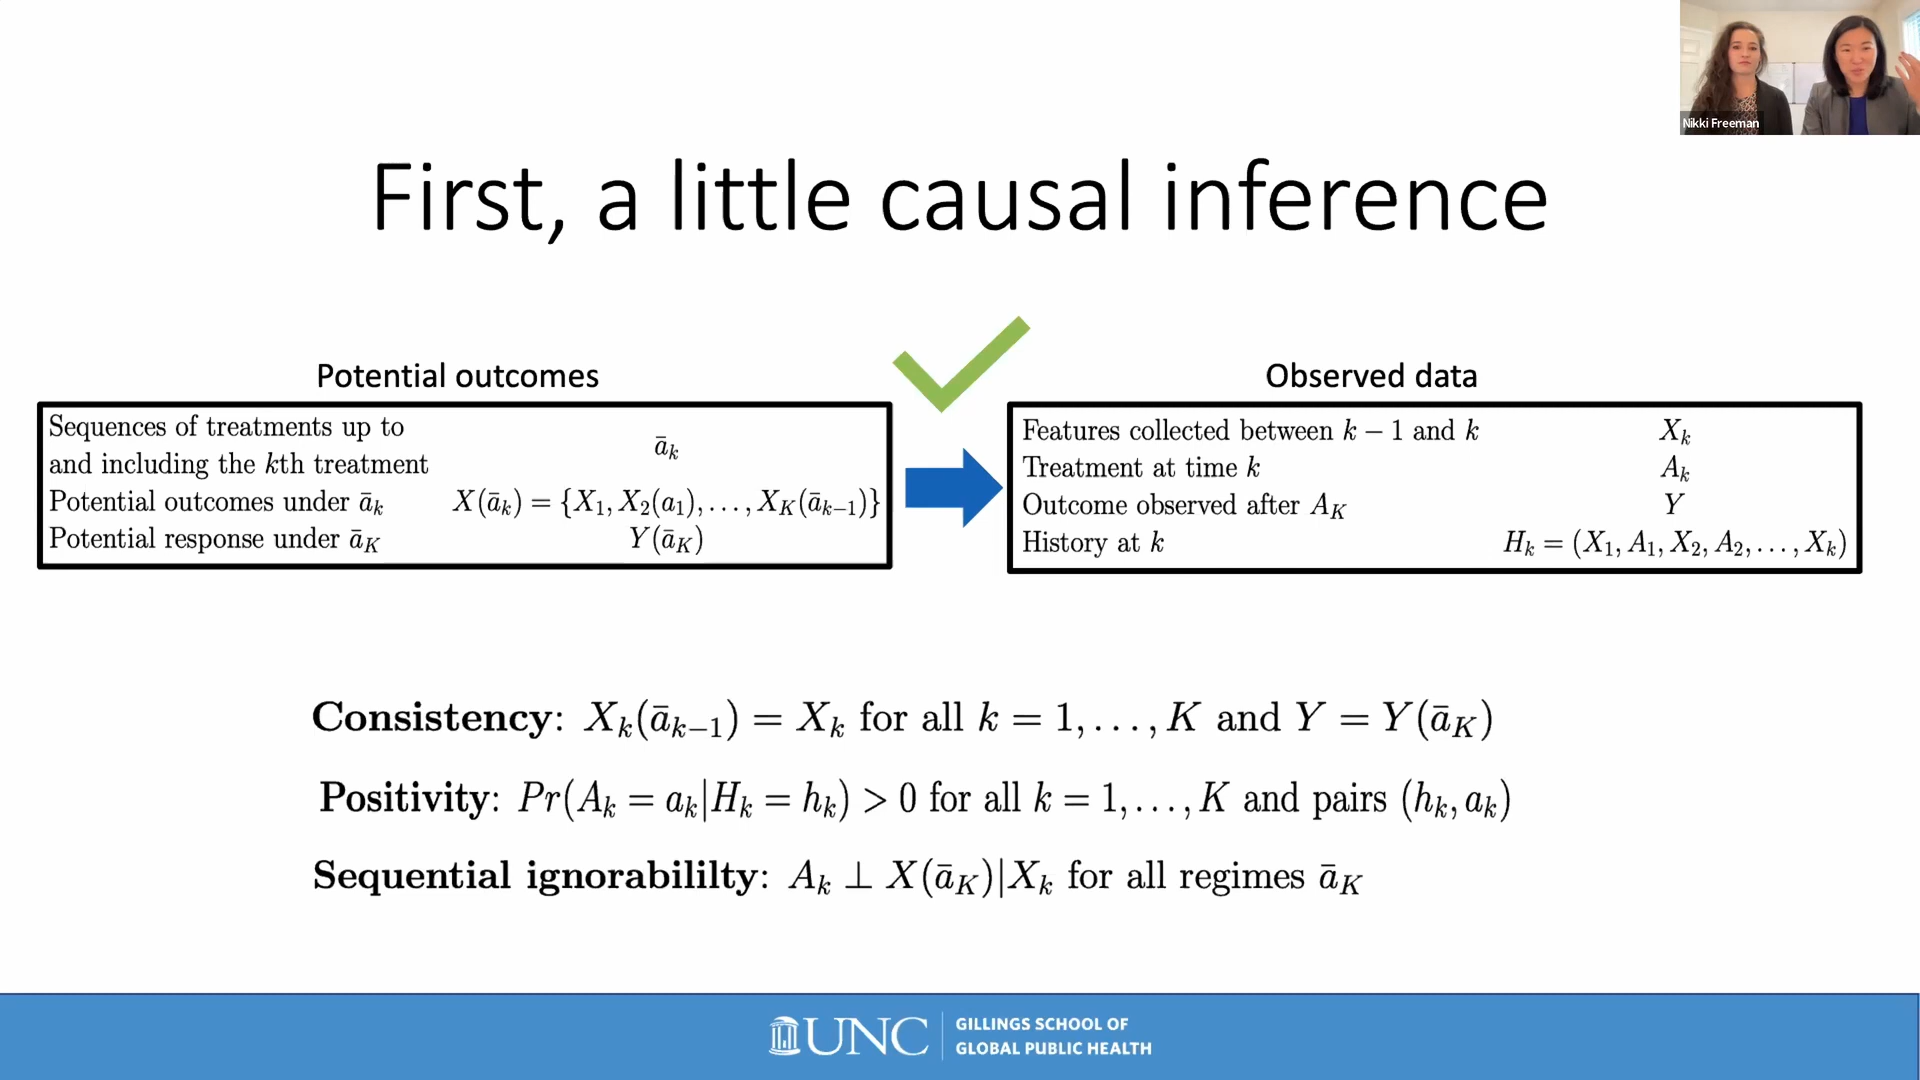 Nikki Freeman
First, a little causal inference
Potential outcomes
Sequences of treatments up to
and including the kth treatment
ā_k
Potential outcomes under ā_k X(ā_k) = {X_1, X_2(a_1), . . . , X_K(ā_{k−1})}
Potential response under ā_K Y(ā_K)
Observed data
Features collected between k − 1 and k X_k
Treatment at time k A_k
Outcome observed after A_K Y
History at k H_k = (X_1, A_1, X_2, A_2, . . . , X_k)
Consistency: X_k(ā_{k−1}) = X_k for all k = 1, . . . , K and Y = Y(ā_K)
Positivity: Pr(A_k = a_k|H_k = h_k) > 0 for all k = 1, . . . , K and pairs (h_k, a_k)
Sequential ignorabililty: A_k ⊥ X(ā_K)|X_k for all regimes ā_K
UNC
GILLINGS SCHOOL OF
GLOBAL PUBLIC HEALTH